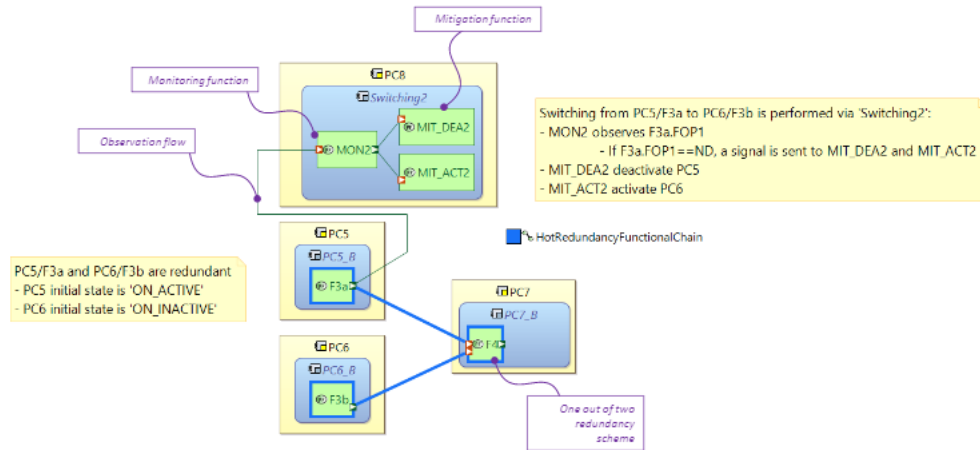 Mitigation function
PC8
Monitoring function
Switching2
MIT_DEA2
MON2
MIT_ACT2
Observation flow
Switching from PC5/F3a to PC6/F3b is performed via 'Switching2':
- MON2 observes F3a.FOP1
- If F3a.FOP1==ND, a signal is sent to MIT_DEA2 and MIT_ACT2
- MIT_DEA2 deactivate PC5
- MIT_ACT2 activate PC6
PC5
HotRedundancyFunctionalChain
PC5_B
F3a
PC5/F3a and PC6/F3b are redundant
- PC5 initial state is 'ON_ACTIVE'
- PC6 initial state is 'ON_INACTIVE'
PC7
PC7_B
F4
PC6
PC6_B
F3b
One out of two
redundancy
scheme